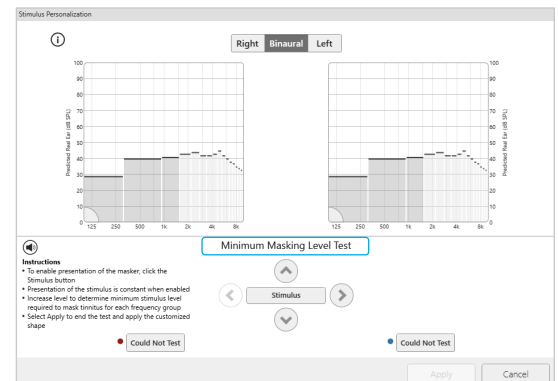 Stimulus Personalization
i
Right Binaural Left
100
90
80
70
60
50
40
30
20
10
0
Predicted Real Ear (dB SPL)
125 250 500 1k 2k 4k 8k
100
90
80
70
60
50
40
30
20
10
0
Predicted Real Ear (dB SPL)
125 250 500 1k 2k 4k 8k
Minimum Masking Level Test
Instructions
• To enable presentation of the masker, click the
Stimulus button
• Presentation of the stimulus is constant when enabled
• Increase level to determine minimum stimulus level
required to mask tinnitus for each frequency group
• Select Apply to end the test and apply the customized
shape
Stimulus
Could Not Test
Could Not Test
Apply Cancel